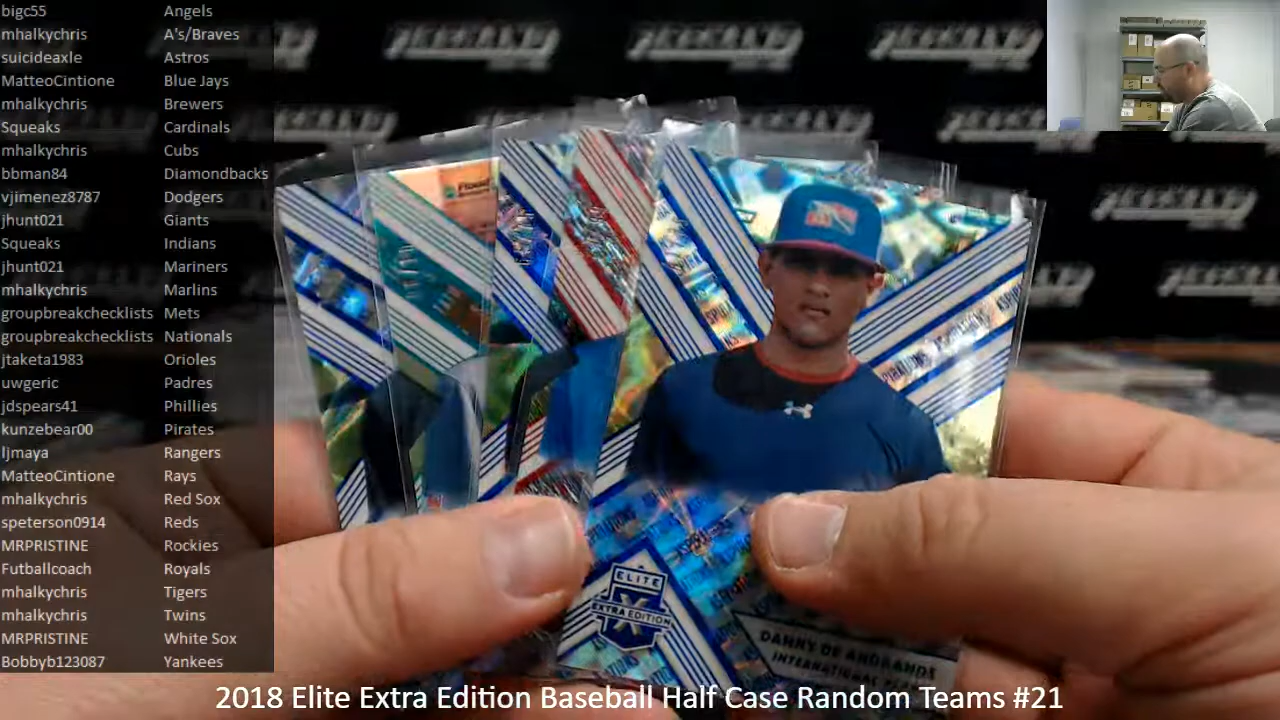 bigc55 Angels
mhalkychris A's/Braves
suicideaxle Astros
MatteoCintione Blue Jays
mhalkychris Brewers
Squeaks Cardinals
mhalkychris Cubs
bbman84 Diamondbacks
vjimenez8787 Dodgers
jhunt021 Giants
Squeaks Indians
jhunt021 Mariners
mhalkychris Marlins
groupbreakchecklists Mets
groupbreakchecklists Nationals
jtaketa1983 Orioles
uwgeric Padres
jdspears41 Phillies
kunzebear00 Pirates
ljmaya Rangers
MatteoCintione Rays
mhalkychris Red Sox
speterson0914 Reds
MRPRISTINE Rockies
Futballcoach Royals
mhalkychris Tigers
mhalkychris Twins
MRPRISTINE White Sox
Bobbyb123087 Yankees
ELITE
EXTRA EDITION
DANNY DE ANDRANDE
INTERNATIONAL
2018 Elite Extra Edition Baseball Half Case Random Teams #21